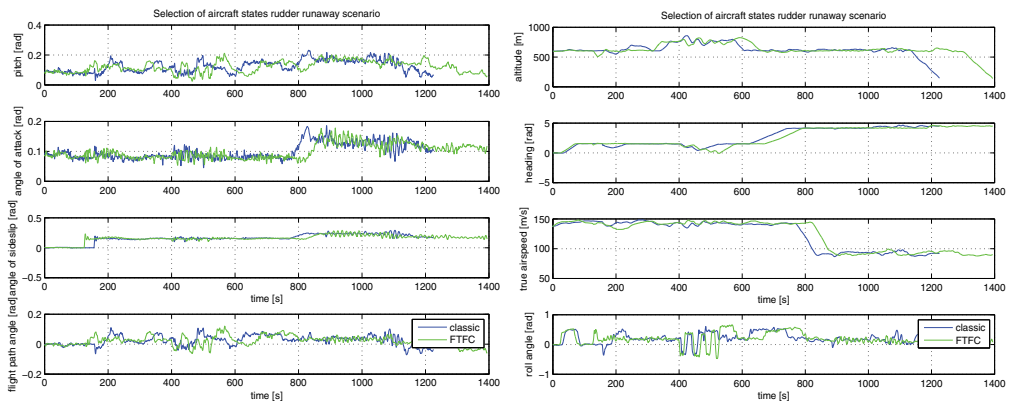 Selection of aircraft states rudder runaway scenario
pitch [rad]
0.4
0.2
0
0 200 400 600 800 1000 1200 1400
angle of attack [rad]
0.2
0.1
0
0 200 400 600 800 1000 1200 1400
angle of sideslip [rad]
0.5
0
-0.5
0 200 400 600 800 1000 1200 1400
time [s]
flight path angle [rad]
0.2
0
-0.2
0 200 400 600 800 1000 1200 1400
time [s]
classic
FTFC
Selection of aircraft states rudder runaway scenario
altitude [m]
1000
500
0
0 200 400 600 800 1000 1200 1400
heading [rad]
5
0
-5
0 200 400 600 800 1000 1200 1400
true airspeed [m/s]
150
100
50
0 200 400 600 800 1000 1200 1400
time [s]
roll angle [rad]
1
0
-1
0 200 400 600 800 1000 1200 1400
time [s]
classic
FTFC